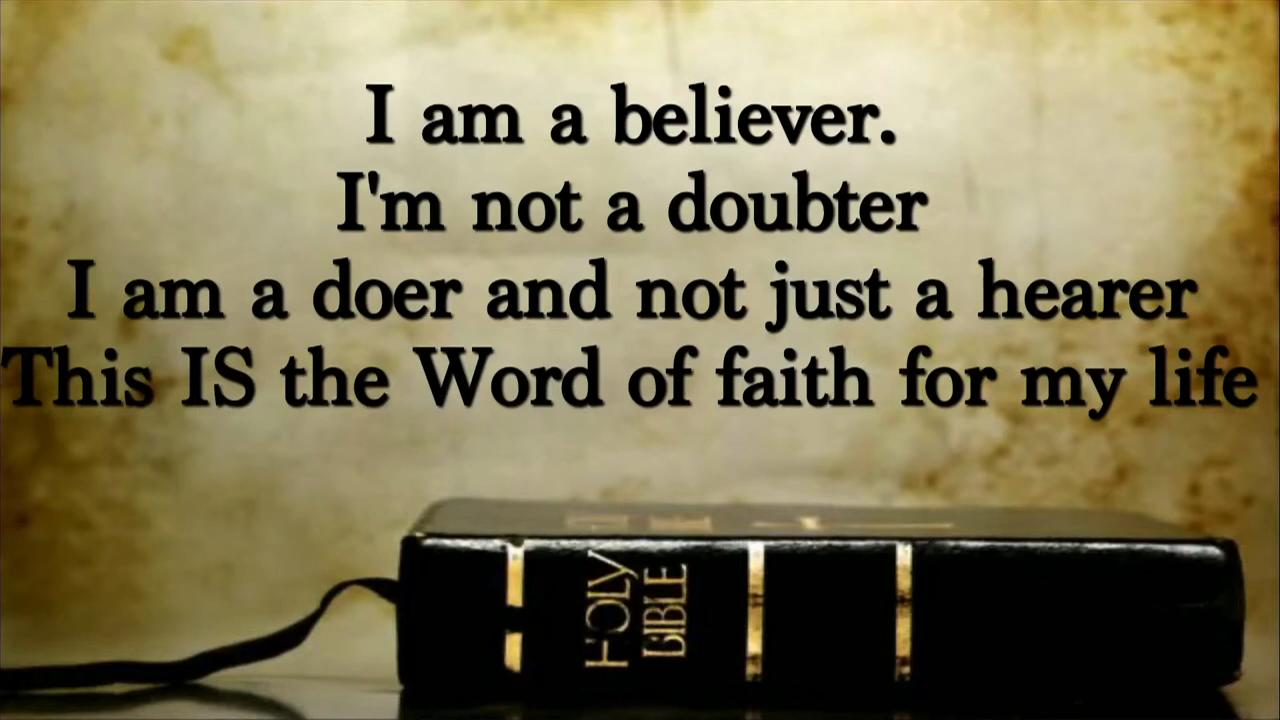 I am a believer.
I'm not a doubter
I am a doer and not just a hearer
This IS the Word of faith for my life
HOLY
BIBLE